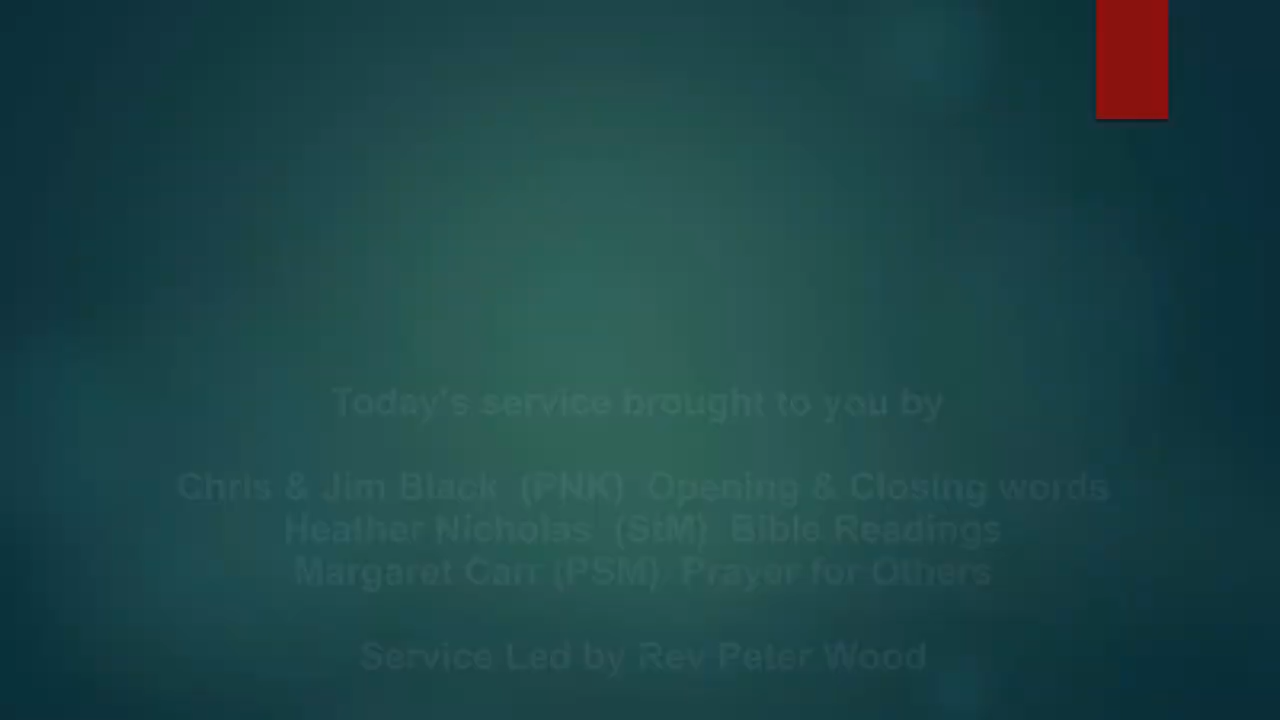 Today's service brought to you by
Chris & Jim Black (PNK) Opening & Closing words
Heather Nicholas (StM) Bible Readings
Margaret Carr (PSM) Prayer for Others
Service Led by Rev Peter Wood